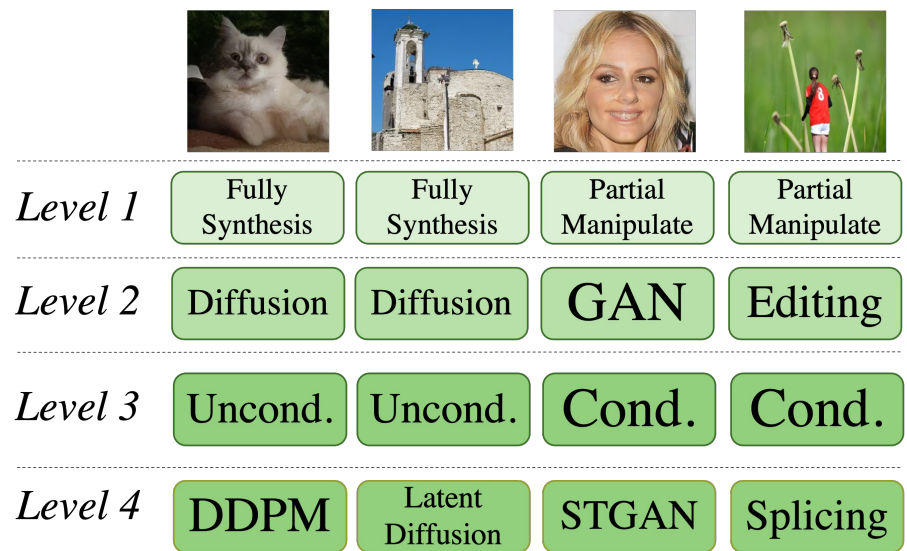 8
Level 1
Fully
Synthesis
Fully
Synthesis
Partial
Manipulate
Partial
Manipulate
Level 2
Diffusion
Diffusion
GAN
Editing
Level 3
Uncond.
Uncond.
Cond.
Cond.
Level 4
DDPM
Latent
Diffusion
STGAN
Splicing